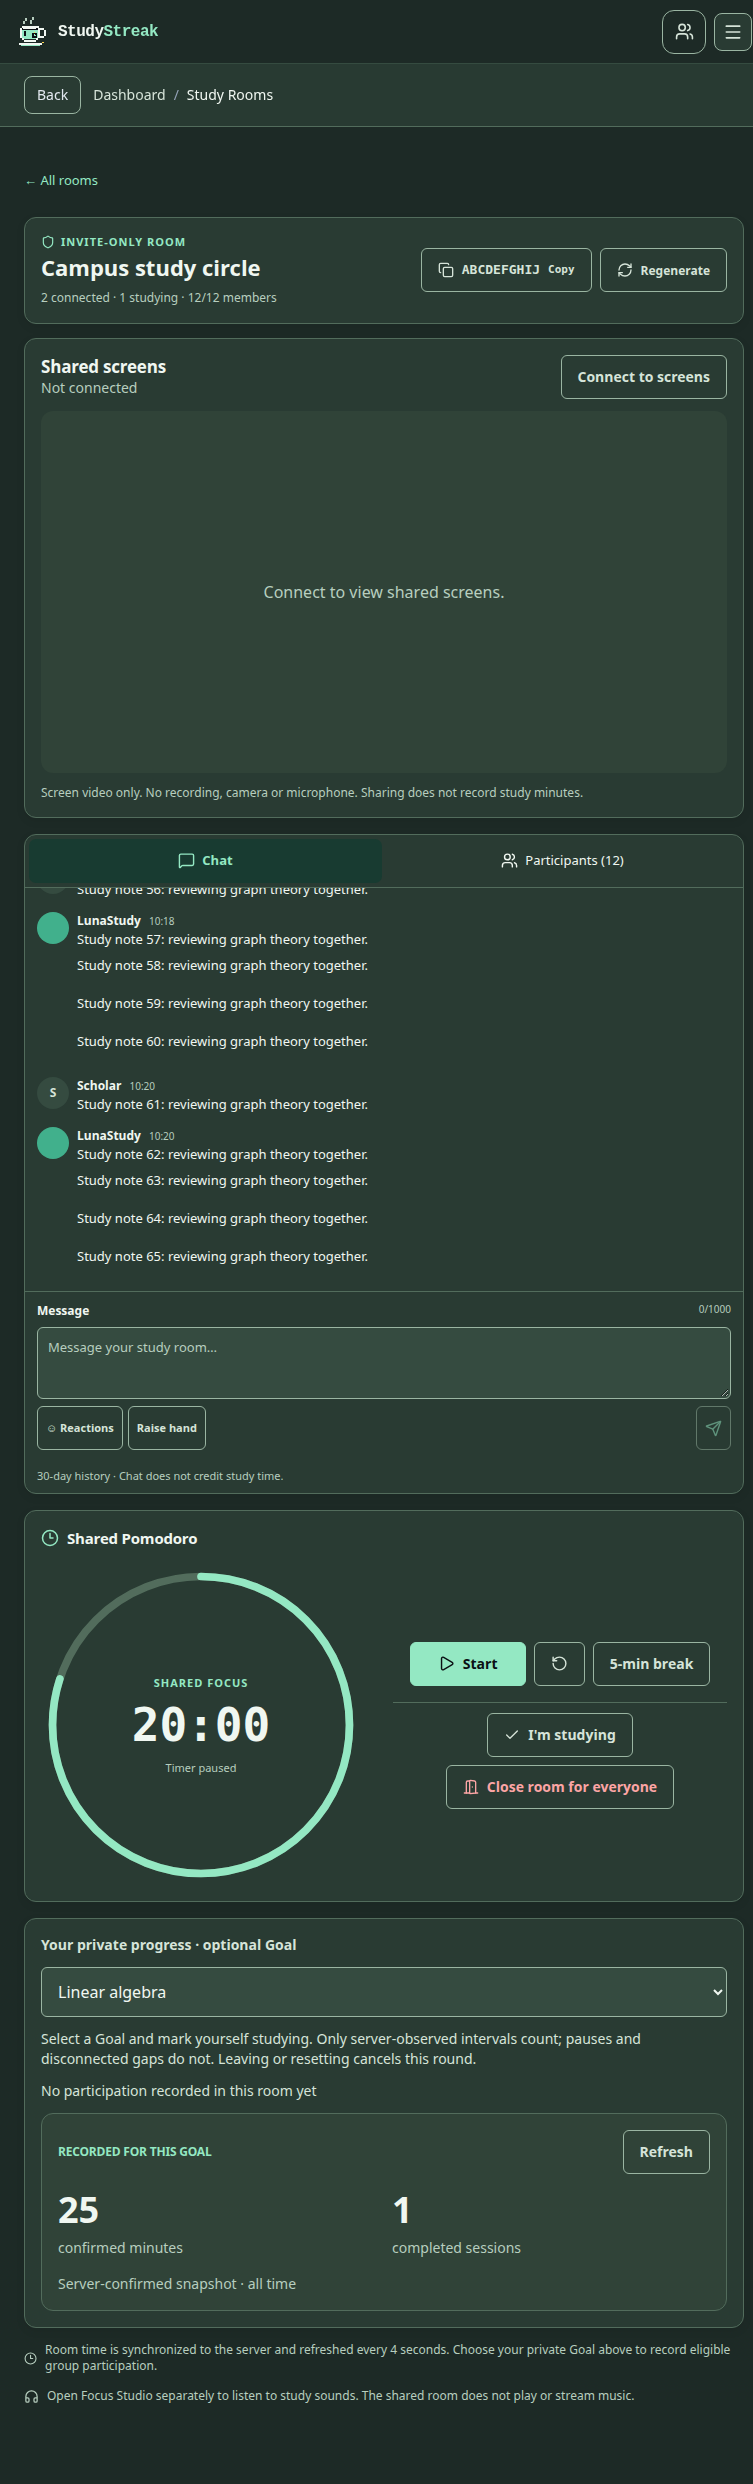 StudyStreak
Back
Dashboard / Study Rooms
← All rooms
INVITE-ONLY ROOM
Campus study circle
2 connected · 1 studying · 12/12 members
ABCDEFGHIJ Copy
Regenerate
Shared screens
Not connected
Connect to screens
Connect to view shared screens.
Screen video only. No recording, camera or microphone. Sharing does not record study minutes.
Chat
Participants (12)
Study note 56: reviewing graph theory together.
LunaStudy 10:18
Study note 57: reviewing graph theory together.
Study note 58: reviewing graph theory together.
Study note 59: reviewing graph theory together.
Study note 60: reviewing graph theory together.
S
Scholar 10:20
Study note 61: reviewing graph theory together.
LunaStudy 10:20
Study note 62: reviewing graph theory together.
Study note 63: reviewing graph theory together.
Study note 64: reviewing graph theory together.
Study note 65: reviewing graph theory together.
Message
0/1000
Message your study room...
☺ Reactions
Raise hand
30-day history · Chat does not credit study time.
Shared Pomodoro
SHARED FOCUS
20:00
Timer paused
Start
5-min break
I'm studying
Close room for everyone
Your private progress · optional Goal
Linear algebra
Select a Goal and mark yourself studying. Only server-observed intervals count; pauses and
disconnected gaps do not. Leaving or resetting cancels this round.
No participation recorded in this room yet
RECORDED FOR THIS GOAL
Refresh
25
confirmed minutes
1
completed sessions
Server-confirmed snapshot · all time
Room time is synchronized to the server and refreshed every 4 seconds. Choose your private Goal above to record eligible
group participation.
Open Focus Studio separately to listen to study sounds. The shared room does not play or stream music.